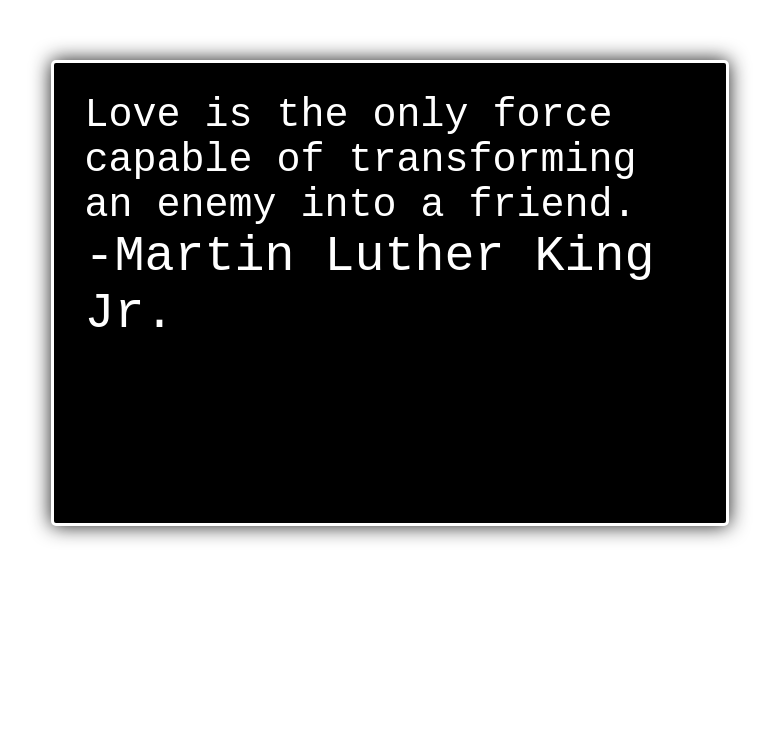 Love is the only force
capable of transforming
an enemy into a friend.
-Martin Luther King
Jr.